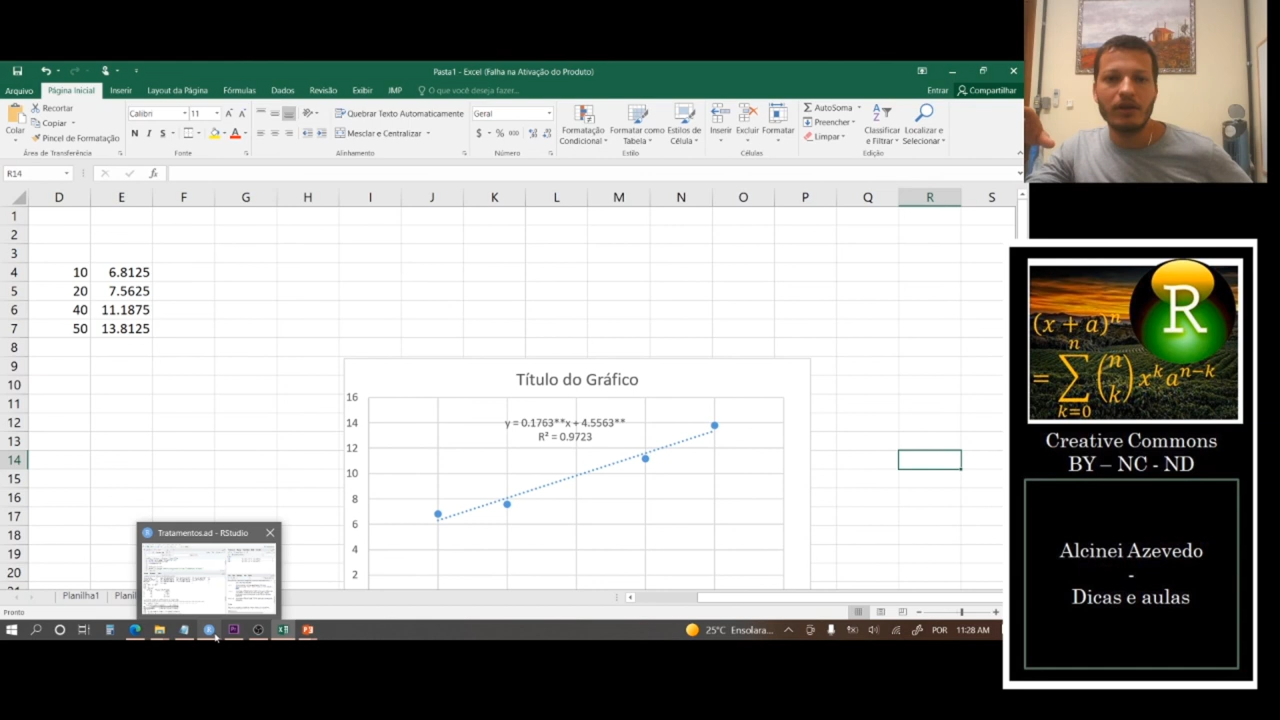 Pasta1 - Excel (Falha na Ativação do Produto)
Arquivo Página Inicial Inserir Layout da Página Fórmulas Dados Revisão Exibir JMP O que você deseja fazer... Entrar Compartilhar
Colar
Recortar
Copiar
Pincel de Formatação
Área de Transferência
Calibri 11
N I S
Fonte
Quebrar Texto Automaticamente
Mesclar e Centralizar
Alinhamento
Geral
$ % 000
Número
Formatação Condicional
Formatar como Tabela
Estilos de Célula
Estilo
Inserir Excluir Formatar
Células
AutoSoma
Preencher
Limpar
Classificar e Filtrar
Localizar e Selecionar
Edição
R14
fx
D E F G H I J K L M N O P Q R S
1
2
3
4 10 6.8125
5 20 7.5625
6 40 11.1875
7 50 13.8125
8
9
10
11
12
13
14
15
16
17
18
19
20
Título do Gráfico
16
14
12
10
8
6
4
2
y = 0.1763**x + 4.5563**
R² = 0.9723
Tratamentos.ad - RStudio
Planilha1 Planil
Pronto
25°C Ensolara... POR 11:28 AM
R
(x + a)ⁿ
= ∑ₖ₌₀ⁿ (n k) xᵏ aⁿ⁻ᵏ
Creative Commons
BY – NC - ND
Alcinei Azevedo
-
Dicas e aulas